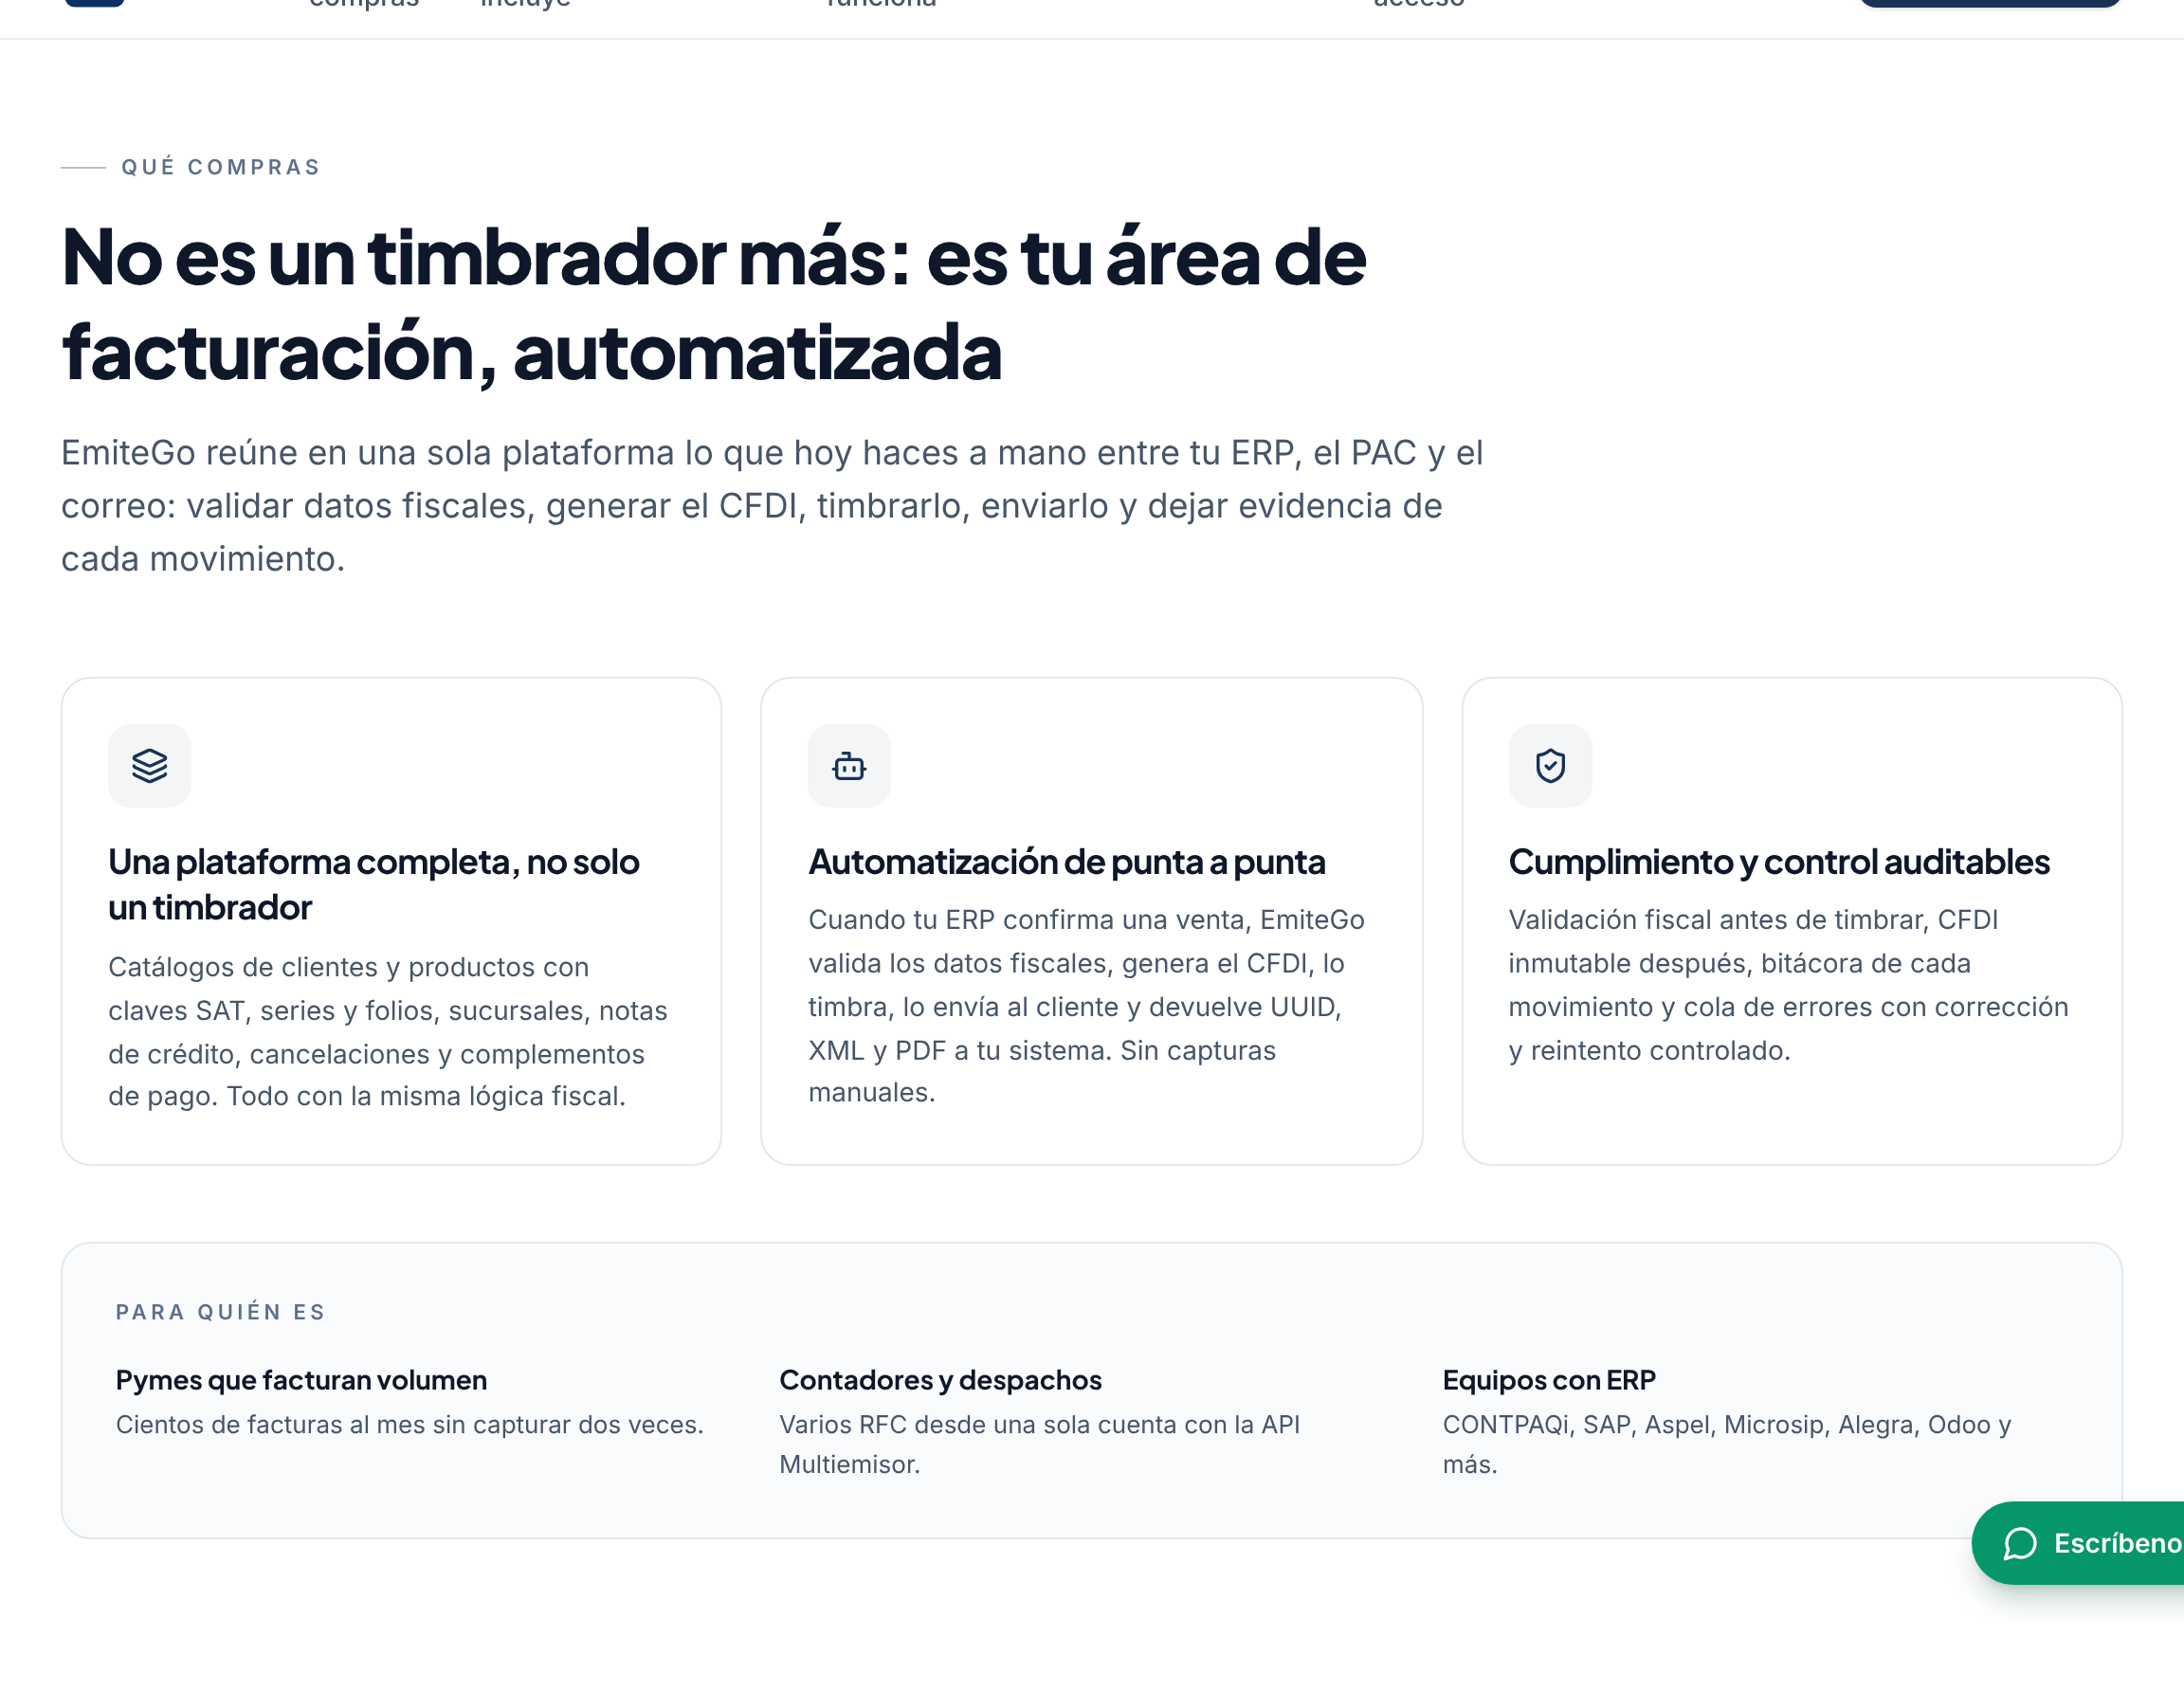 compras incluye funciona acceso
QUÉ COMPRAS
No es un timbrador más: es tu área de
facturación, automatizada
EmiteGo reúne en una sola plataforma lo que hoy haces a mano entre tu ERP, el PAC y el
correo: validar datos fiscales, generar el CFDI, timbrarlo, enviarlo y dejar evidencia de
cada movimiento.
Una plataforma completa, no solo
un timbrador
Catálogos de clientes y productos con
claves SAT, series y folios, sucursales, notas
de crédito, cancelaciones y complementos
de pago. Todo con la misma lógica fiscal.
Automatización de punta a punta
Cuando tu ERP confirma una venta, EmiteGo
valida los datos fiscales, genera el CFDI, lo
timbra, lo envía al cliente y devuelve UUID,
XML y PDF a tu sistema. Sin capturas
manuales.
Cumplimiento y control auditables
Validación fiscal antes de timbrar, CFDI
inmutable después, bitácora de cada
movimiento y cola de errores con corrección
y reintento controlado.
PARA QUIÉN ES
Pymes que facturan volumen
Cientos de facturas al mes sin capturar dos veces.
Contadores y despachos
Varios RFC desde una sola cuenta con la API
Multiemisor.
Equipos con ERP
CONTPAQi, SAP, Aspel, Microsip, Alegra, Odoo y
más.
Escríbeno